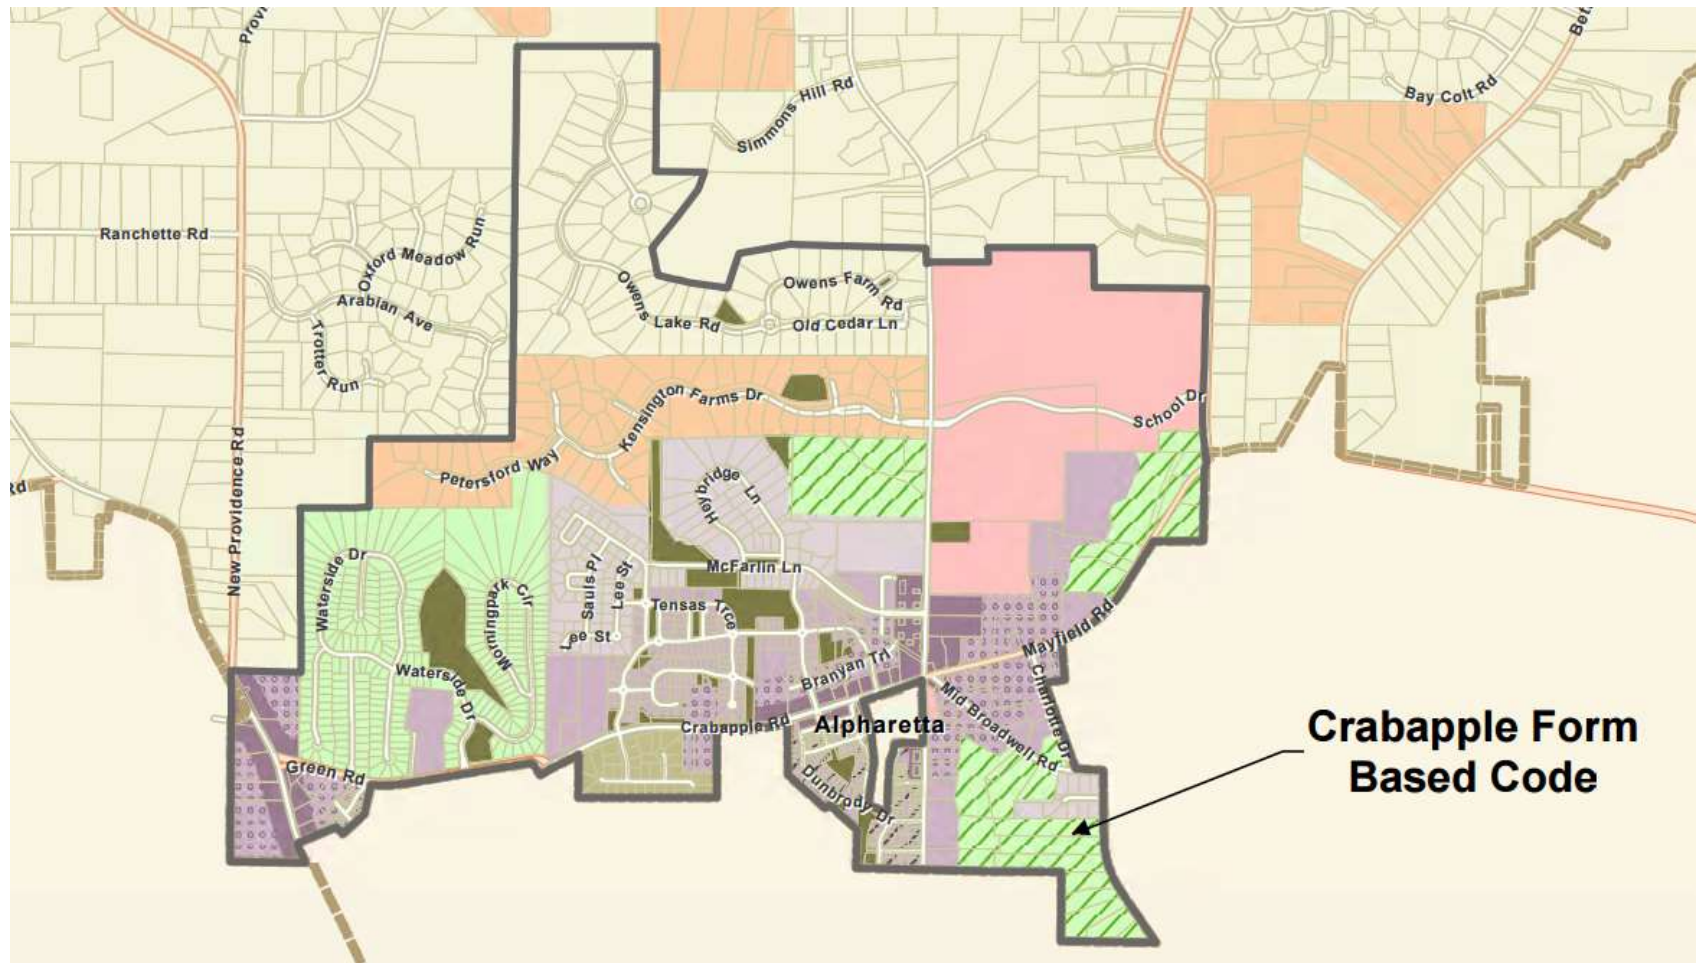 Simmons Hill Rd
Bay Colt Rd
Ranchette Rd
Oxford Meadow Run
Arabian Ave
Trotter Run
Owens Lake Rd
Owens Farm Rd
Old Cedar Ln
Kensington Farms Dr
School Dr
Petersford Way
Heybridge Ln
New Providence Rd
Rd
Waterside Dr
Morningpark Cir
Sauls Pl
Lee St
McFarlin Ln
Tensas Trce
Lee St
Mayfield Rd
Waterside Dr
Branyan Trl
Charlotte Dr
Mid Broadwell Rd
Crabapple Rd
Alpharetta
Green Rd
Dunbrody Dr
Crabapple Form
Based Code